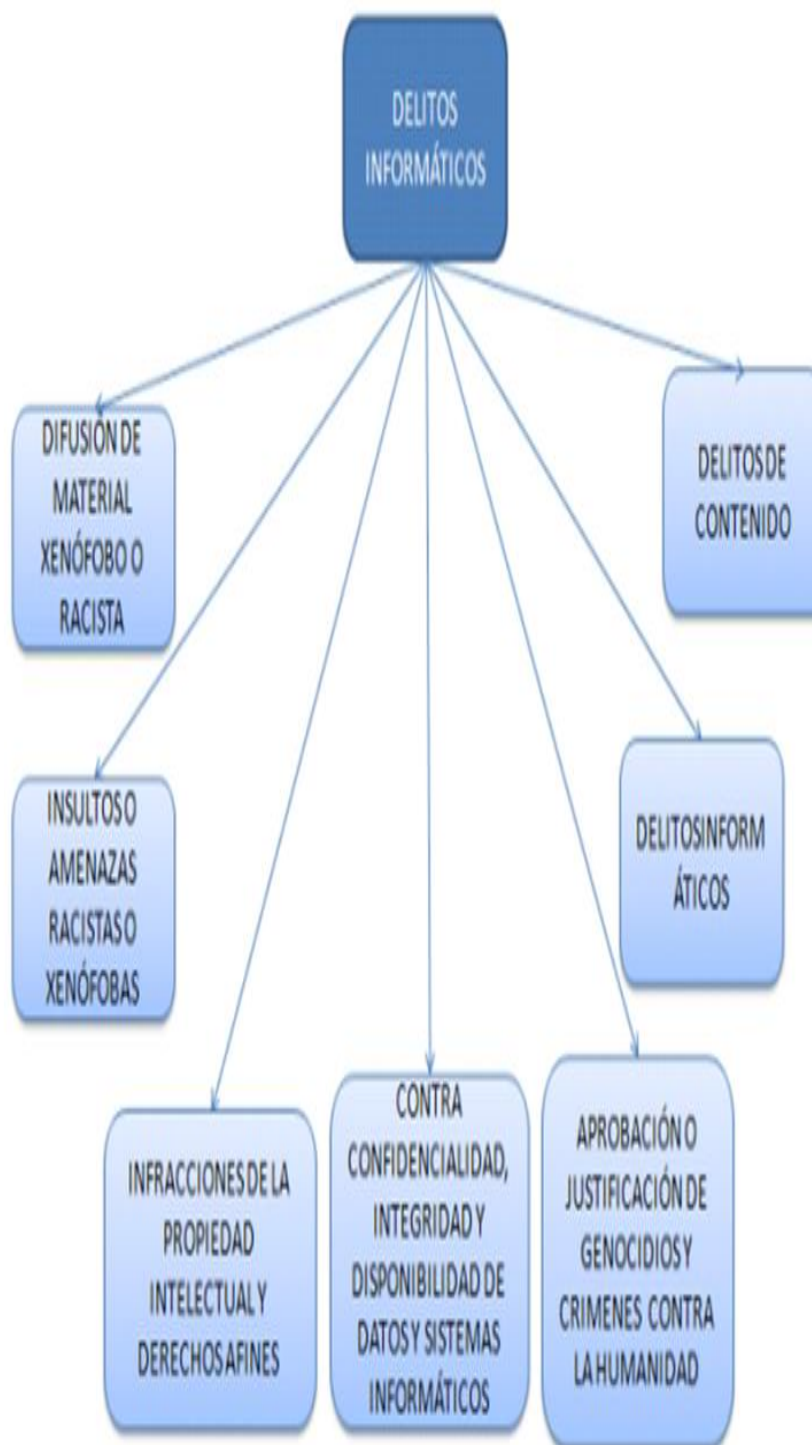 DELITOS
INFORMÁTICOS
DIFUSIÓN DE
MATERIAL
XENÓFOBO O
RACISTA
DELITOS DE
CONTENIDO
INSULTOS O
AMENAZAS
RACISTAS O
XENÓFOBAS
DELITOSINFORM
ÁTICOS
INFRACCIONES DE LA
PROPIEDAD
INTELECTUAL Y
DERECHOS AFINES
CONTRA
CONFIDENCIALIDAD,
INTEGRIDAD Y
DISPONIBILIDAD DE
DATOS Y SISTEMAS
INFORMÁTICOS
APROBACIÓN O
JUSTIFICACIÓN DE
GENOCIDIOS Y
CRIMENES CONTRA
LA HUMANIDAD